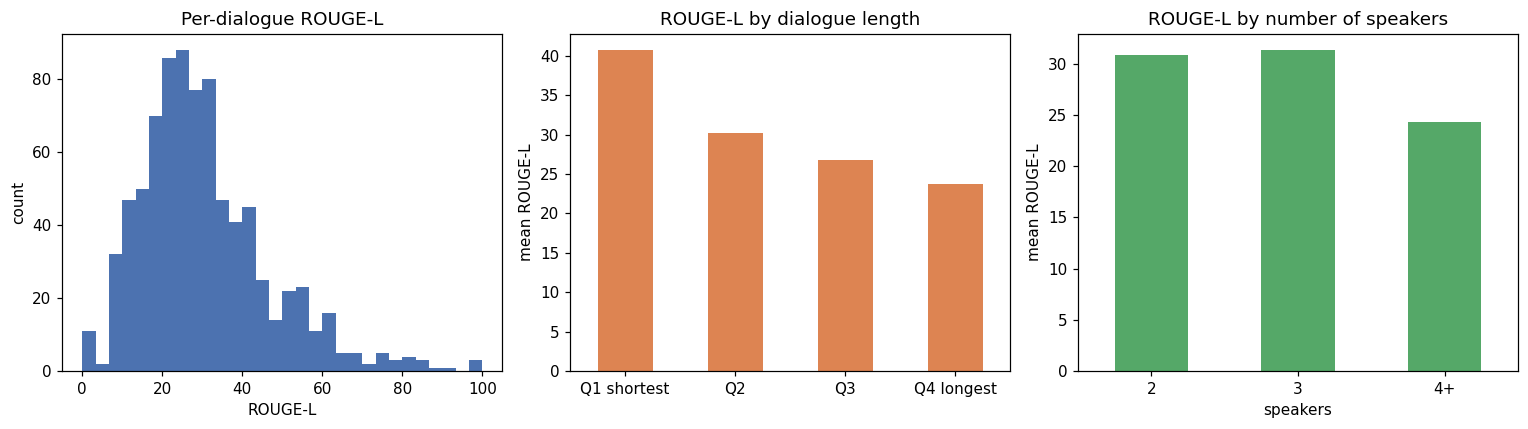 Per-dialogue ROUGE-L
count
80
60
40
20
0
0 20 40 60 80 100
ROUGE-L
ROUGE-L by dialogue length
mean ROUGE-L
40
35
30
25
20
15
10
5
0
Q1 shortest Q2 Q3 Q4 longest
ROUGE-L by number of speakers
mean ROUGE-L
30
25
20
15
10
5
0
2 3 4+
speakers